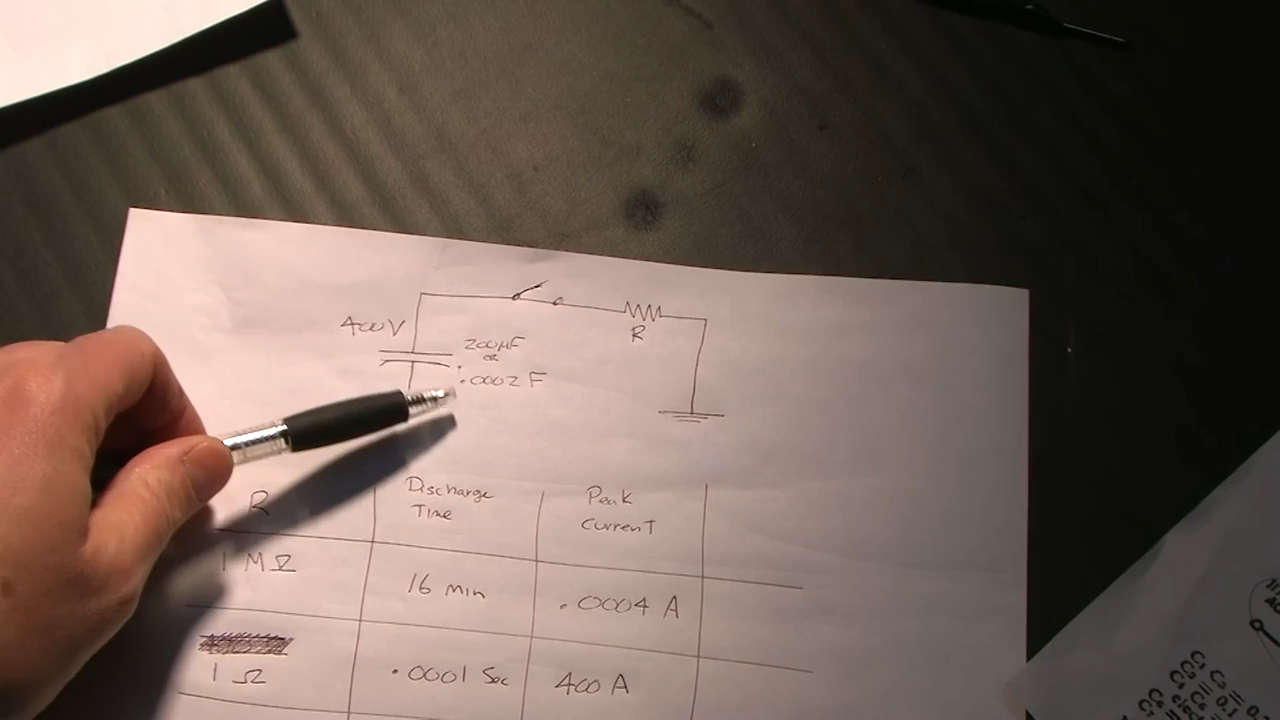 400V
200µF
OR
.0002 F
R
R
Discharge
Time
Peak
Current
1 MΩ
16 min
.0004 A
1 Ω
.0001 Sec
400 A